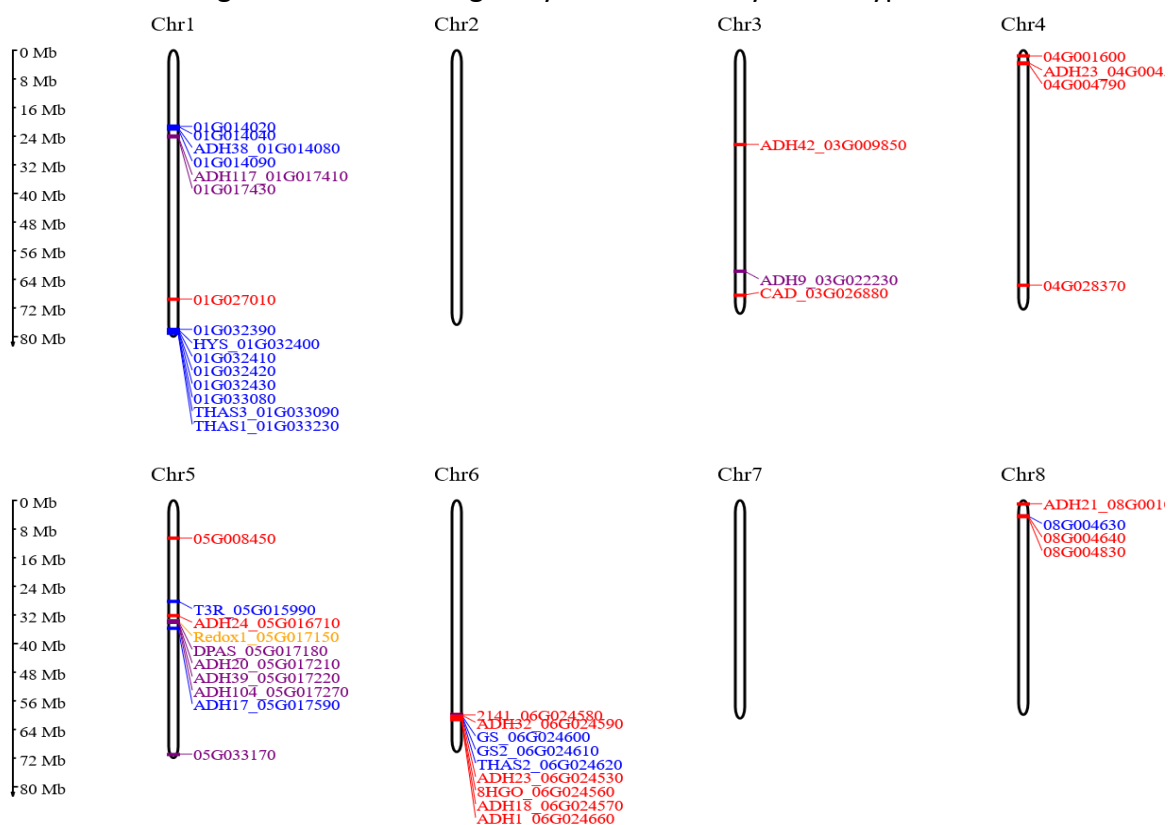 Chr1
Chr2
Chr3
Chr4
0 Mb
8 Mb
16 Mb
24 Mb
32 Mb
40 Mb
48 Mb
56 Mb
64 Mb
72 Mb
80 Mb
01G014020
01G014040
ADH38_01G014080
01G014090
ADH117_01G017410
01G017430
01G027010
01G032390
HYS_01G032400
01G032410
01G032420
01G032430
01G033080
THAS3_01G033090
THAS1_01G033230
ADH42_03G009850
ADH9_03G022230
CAD_03G026880
04G001600
04G004790
04G028370
Chr5
Chr6
Chr7
Chr8
0 Mb
8 Mb
16 Mb
24 Mb
32 Mb
40 Mb
48 Mb
56 Mb
64 Mb
72 Mb
80 Mb
05G008450
T3R_05G015990
ADH24_05G016710
Redox1_05G017150
DPAS_05G017180
ADH20_05G017210
ADH39_05G017220
ADH104_05G017270
ADH17_05G017590
05G033170
2141_06G024580
ADH32_06G024590
GS_06G024600
GS2_06G024610
THAS2_06G024620
ADH23_06G024530
8HGO_06G024560
ADH18_06G024570
ADH1_06G024660
08G004630
08G004640
08G004830